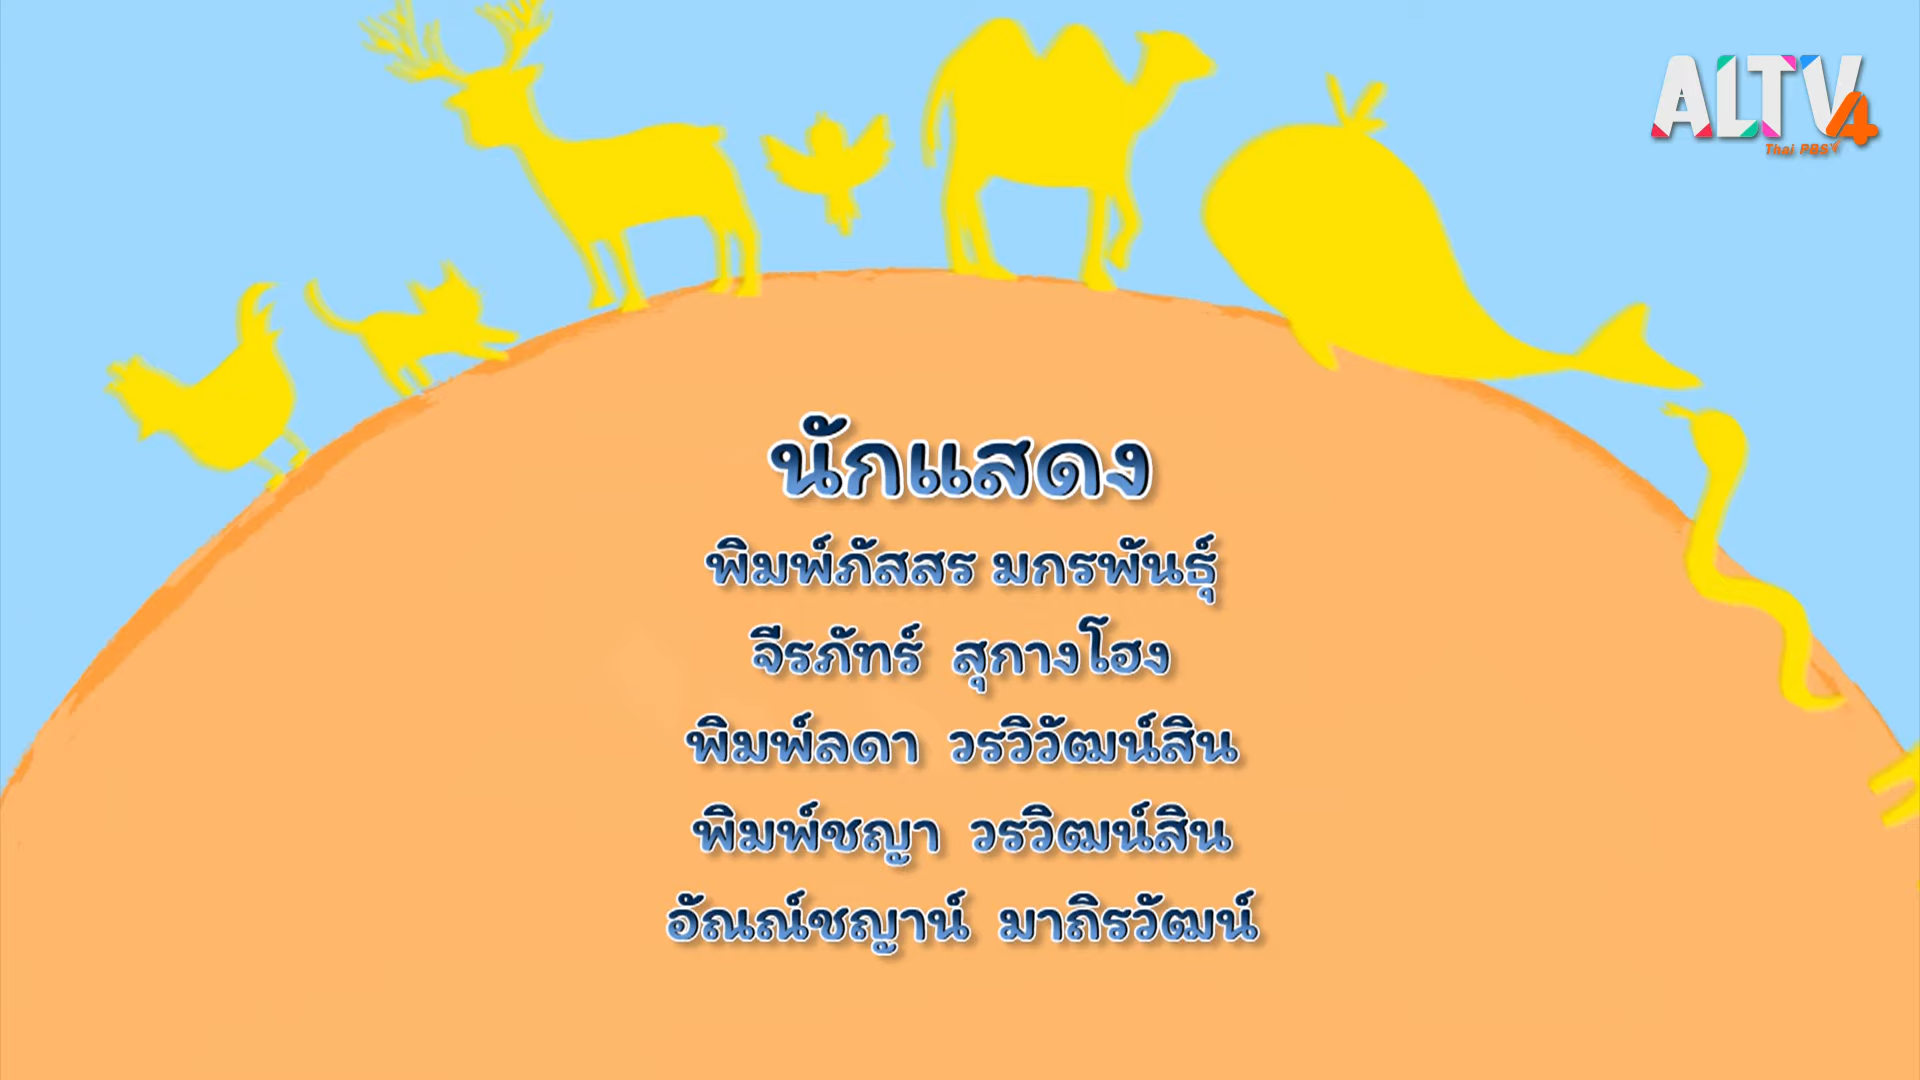 ALTV4
Thai PBS
นักแสดง
พิมพ์ภัสสร มกรพันธุ์
จีรภัทร์ สุกางโฮง
พิมพ์ลดา วรวิวัฒน์สิน
พิมพ์ชญา วรวิฒน์สิน
อัณณ์ชญาน์ มาถิรวัฒน์